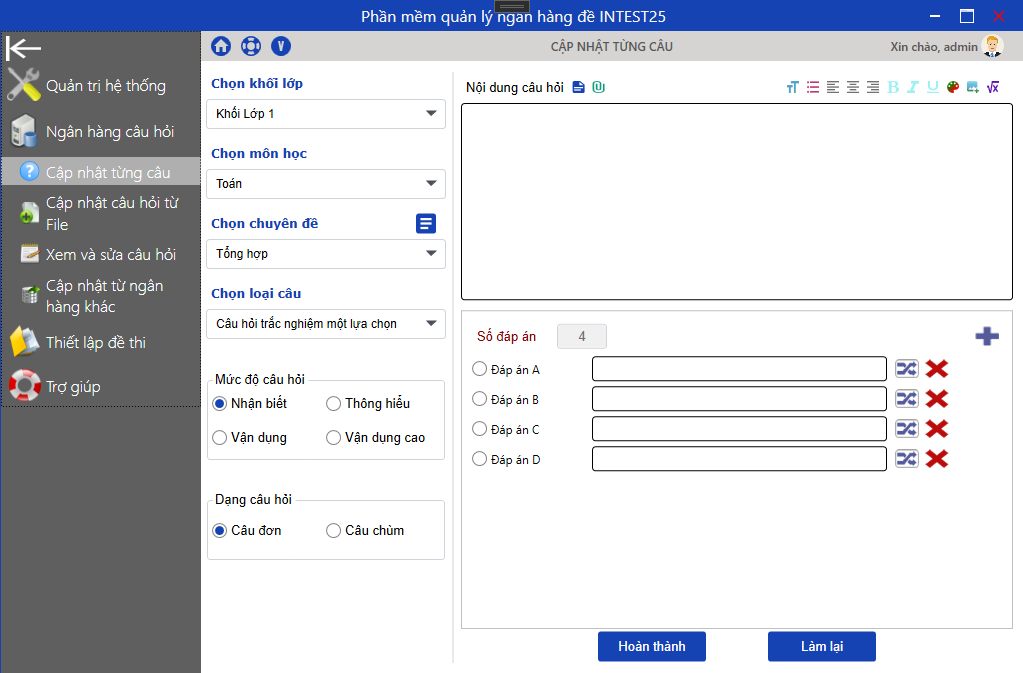 Phần mềm quản lý ngân hàng đề INTEST25
V
CẬP NHẬT TỪNG CÂU
Xin chào, admin
Quản trị hệ thống
Ngân hàng câu hỏi
Cập nhật từng câu
Cập nhật câu hỏi từ
File
Xem và sửa câu hỏi
Cập nhật từ ngân
hàng khác
Thiết lập đề thi
Trợ giúp
Chọn khối lớp
Khối Lớp 1
Chọn môn học
Toán
Chọn chuyên đề
Tổng hợp
Chọn loại câu
Câu hỏi trắc nghiệm một lựa chọn
Mức độ câu hỏi
Nhận biết
Thông hiểu
Vận dụng
Vận dụng cao
Dạng câu hỏi
Câu đơn
Câu chùm
Nội dung câu hỏi
Số đáp án
4
Đáp án A
Đáp án B
Đáp án C
Đáp án D
Hoàn thành
Làm lại